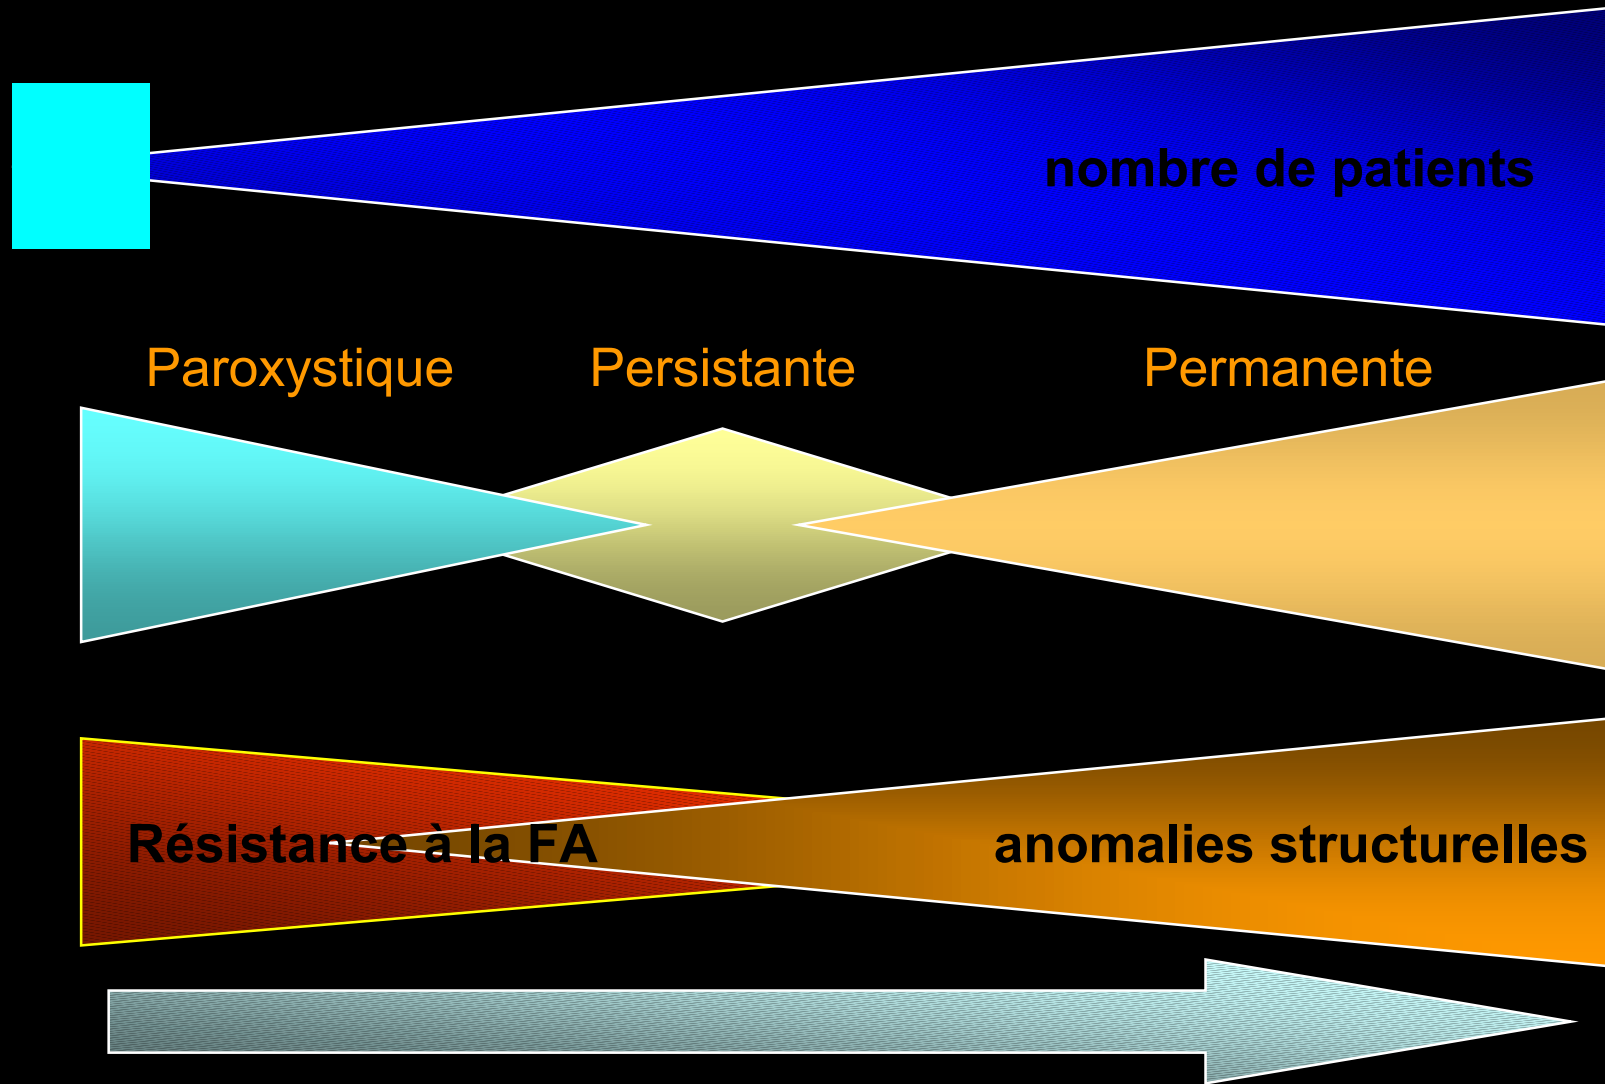 nombre de patients
Paroxystique Persistante Permanente
Résistance à la FA anomalies structurelles